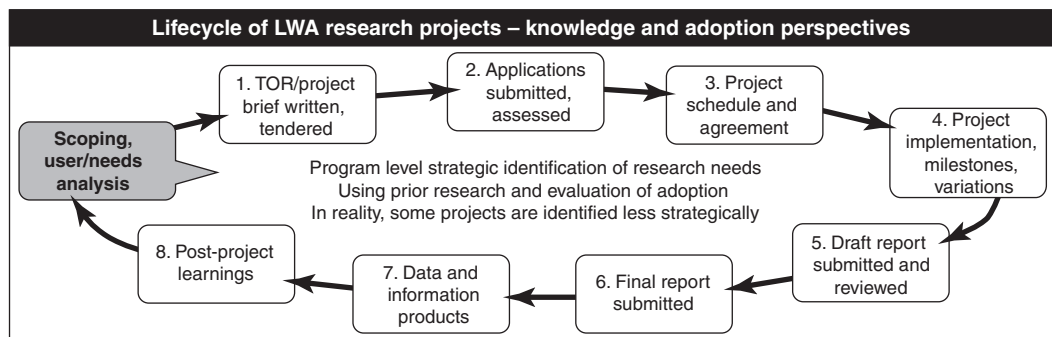 Lifecycle of LWA research projects – knowledge and adoption perspectives
Scoping,
user/needs
analysis
1. TOR/project
brief written,
tendered
2. Applications
submitted,
assessed
3. Project
schedule and
agreement
4. Project
implementation,
milestones,
variations
Program level strategic identification of research needs
Using prior research and evaluation of adoption
In reality, some projects are identified less strategically
5. Draft report
submitted and
reviewed
6. Final report
submitted
7. Data and
information
products
8. Post-project
learnings